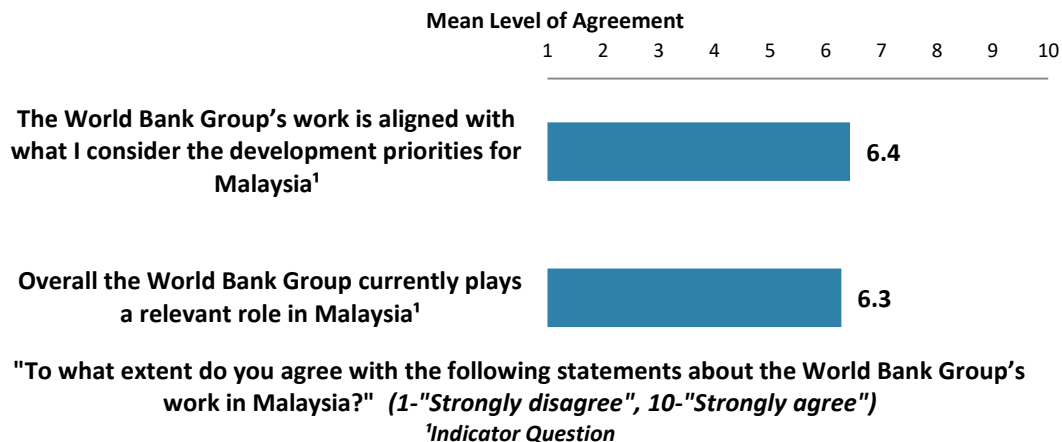 Mean Level of Agreement
1 2 3 4 5 6 7 8 9 10
The World Bank Group’s work is aligned with
what I consider the development priorities for
Malaysia¹
6.4
Overall the World Bank Group currently plays
a relevant role in Malaysia¹
6.3
"To what extent do you agree with the following statements about the World Bank Group’s
work in Malaysia?" (1-"Strongly disagree", 10-"Strongly agree")
¹Indicator Question